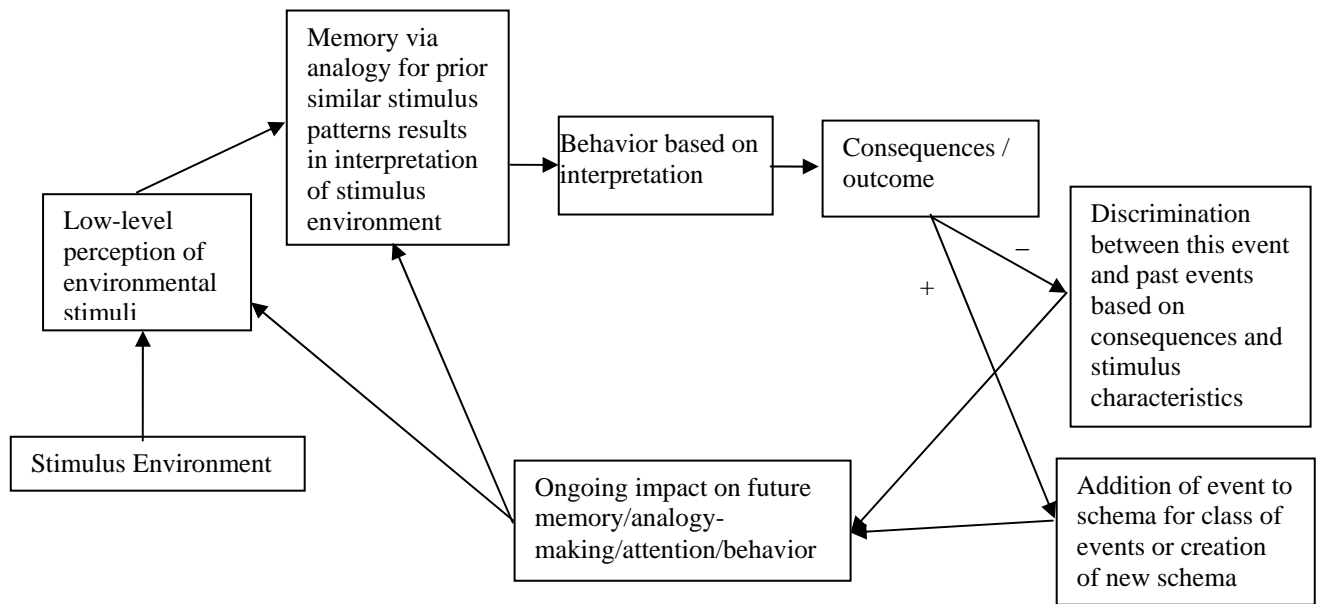 Memory via
analogy for prior
similar stimulus
patterns results
in interpretation
of stimulus
environment
Behavior based on
interpretation
Consequences /
outcome
Low-level
perception of
environmental
stimuli
Discrimination
between this event
and past events
based on
consequences and
stimulus
characteristics
–
+
Stimulus Environment
Ongoing impact on future
memory/analogy-
making/attention/behavior
Addition of event to
schema for class of
events or creation
of new schema